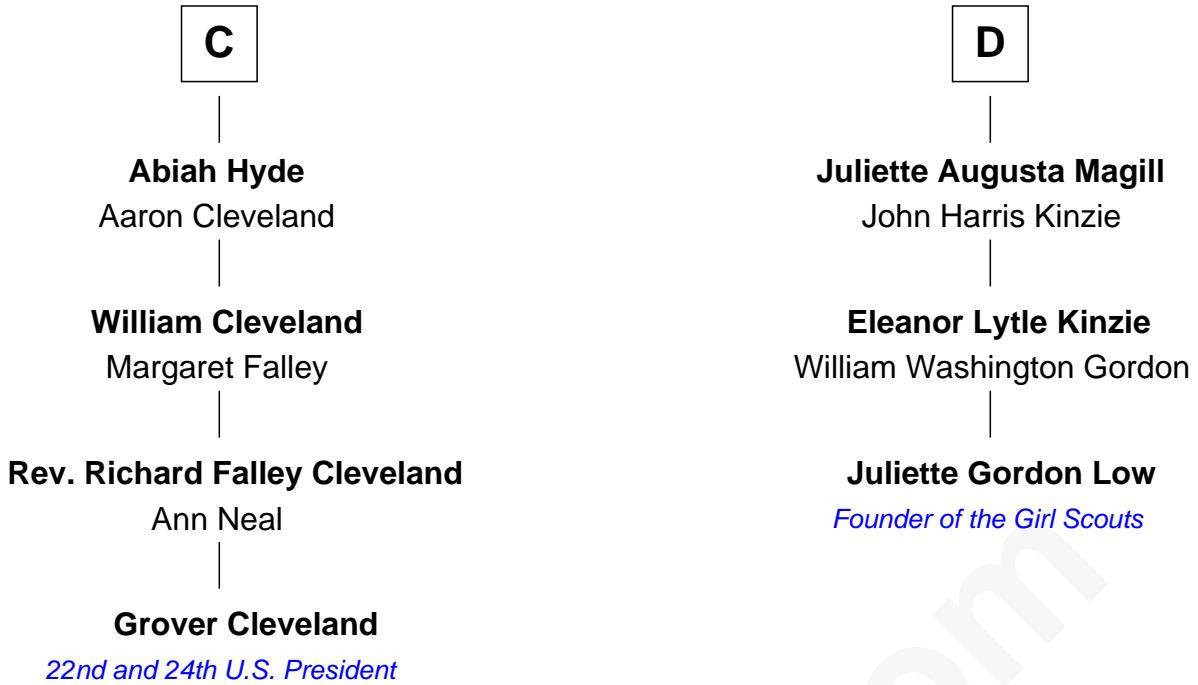 C
Abiah Hyde
Aaron Cleveland
William Cleveland
Margaret Falley
Rev. Richard Falley Cleveland
Ann Neal
Grover Cleveland
22nd and 24th U.S. President
D
Juliette Augusta Magill
John Harris Kinzie
Eleanor Lytle Kinzie
William Washington Gordon
Juliette Gordon Low
Founder of the Girl Scouts
om